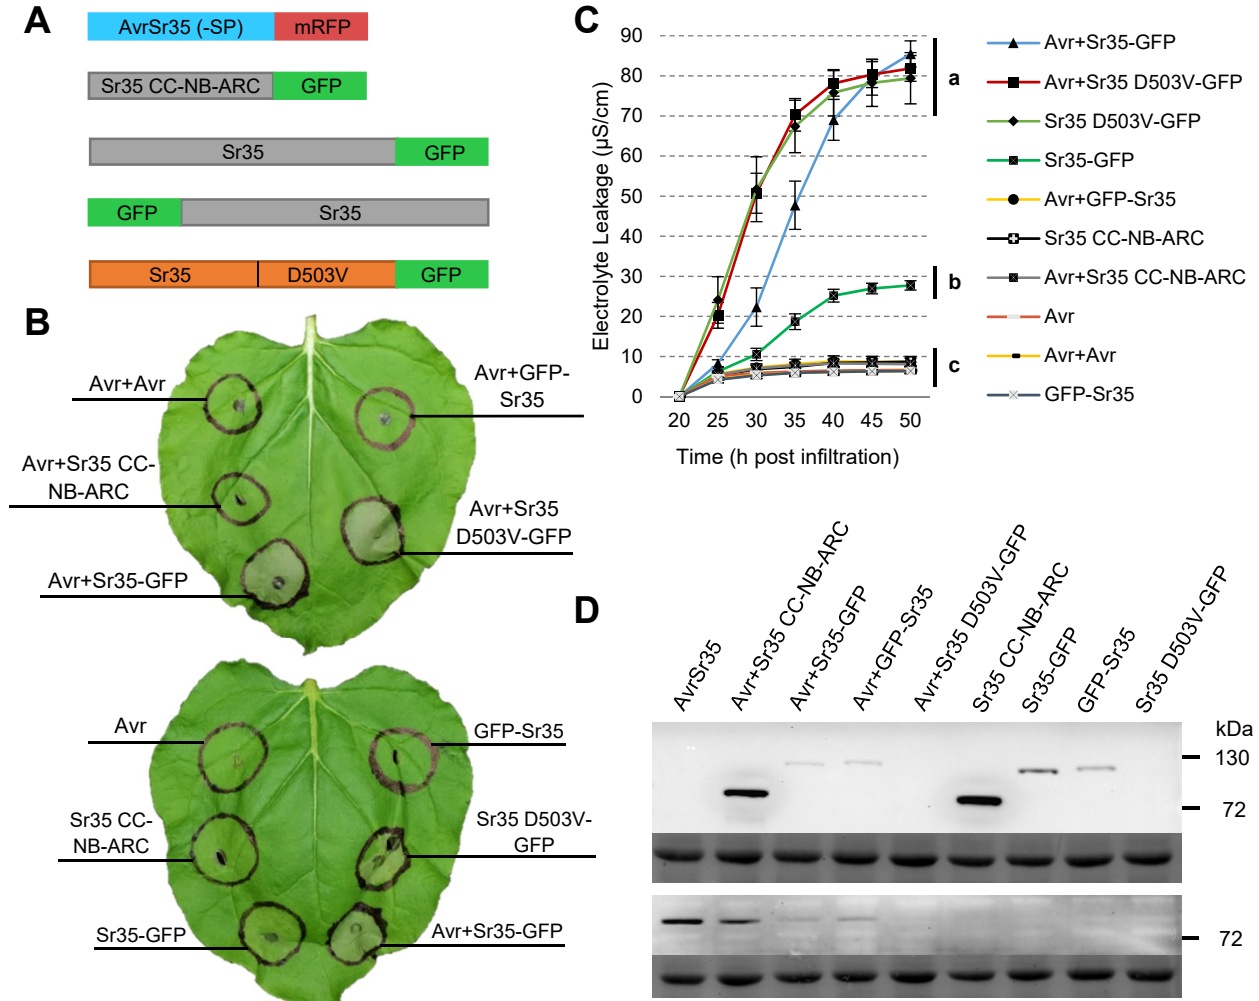 A
AvrSr35 (-SP) mRFP
Sr35 CC-NB-ARC GFP
Sr35 GFP
GFP Sr35
Sr35 D503V GFP
B
Avr+Avr
Avr+GFP-
Sr35
Avr+Sr35 CC-
NB-ARC
Avr+Sr35
D503V-GFP
Avr+Sr35-GFP
Avr
GFP-Sr35
Sr35 CC-
NB-ARC
Sr35 D503V-
GFP
Sr35-GFP
Avr+Sr35-GFP
C
Electrolyte Leakage (µS/cm)
90
80
70
60
50
40
30
20
10
0
20 25 30 35 40 45 50
Time (h post infiltration)
a
b
c
Avr+Sr35-GFP
Avr+Sr35 D503V-GFP
Sr35 D503V-GFP
Sr35-GFP
Avr+GFP-Sr35
Sr35 CC-NB-ARC
Avr+Sr35 CC-NB-ARC
Avr
Avr+Avr
GFP-Sr35
D
AvrSr35
Avr+Sr35 CC-NB-ARC
Avr+Sr35-GFP
Avr+GFP-Sr35
Avr+Sr35 D503V-GFP
Sr35 CC-NB-ARC
Sr35-GFP
GFP-Sr35
Sr35 D503V-GFP
kDa
130
72
72